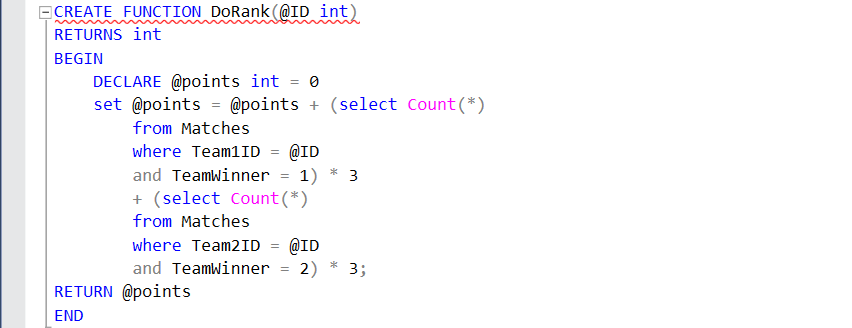 CREATE FUNCTION DoRank(@ID int)
RETURNS int
BEGIN
    DECLARE @points int = 0
    set @points = @points + (select Count(*)
        from Matches
        where Team1ID = @ID
        and TeamWinner = 1) * 3
        + (select Count(*)
        from Matches
        where Team2ID = @ID
        and TeamWinner = 2) * 3;
RETURN @points
END